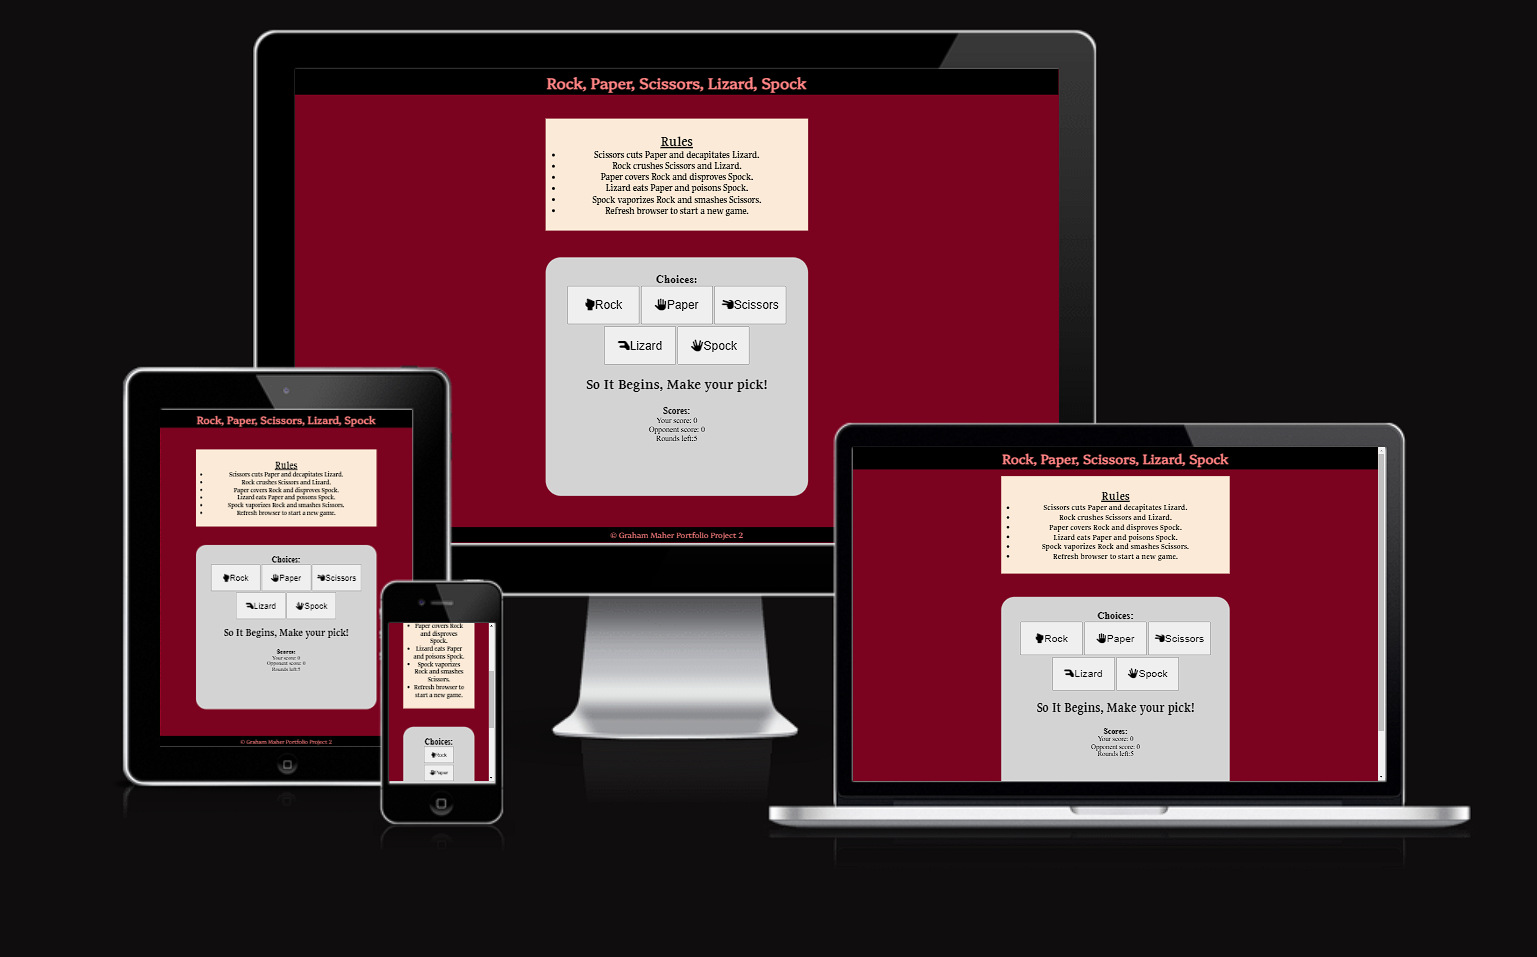 Rock, Paper, Scissors, Lizard, Spock
Rules
• Scissors cuts Paper and decapitates Lizard.
• Rock crushes Scissors and Lizard.
• Paper covers Rock and disproves Spock.
• Lizard eats Paper and poisons Spock.
• Spock vaporizes Rock and smashes Scissors.
• Refresh browser to start a new game.
Choices:
Rock Paper Scissors
Lizard Spock
So It Begins, Make your pick!
Scores:
Your score: 0
Opponent score: 0
Rounds left:5
© Graham Maher Portfolio Project 2
Rock, Paper, Scissors, Lizard, Spock
Rules
• Scissors cuts Paper and decapitates Lizard.
• Rock crushes Scissors and Lizard.
• Paper covers Rock and disproves Spock.
• Lizard eats Paper and poisons Spock.
• Spock vaporizes Rock and smashes Scissors.
• Refresh browser to start a new game.
Choices:
Rock Paper Scissors
Lizard Spock
So It Begins, Make your pick!
Scores:
Your score: 0
Opponent score: 0
Rounds left:5
© Graham Maher Portfolio Project 2
• Paper covers Rock
and disproves
Spock.
• Lizard eats Paper
and poisons Spock.
• Spock vaporizes
Rock and smashes
Scissors.
• Refresh browser to
start a new game.
Choices:
Rock
Paper
Rock, Paper, Scissors, Lizard, Spock
Rules
• Scissors cuts Paper and decapitates Lizard.
• Rock crushes Scissors and Lizard.
• Paper covers Rock and disproves Spock.
• Lizard eats Paper and poisons Spock.
• Spock vaporizes Rock and smashes Scissors.
• Refresh browser to start a new game.
Choices:
Rock Paper Scissors
Lizard Spock
So It Begins, Make your pick!
Scores:
Your score: 0
Opponent score: 0
Rounds left:5